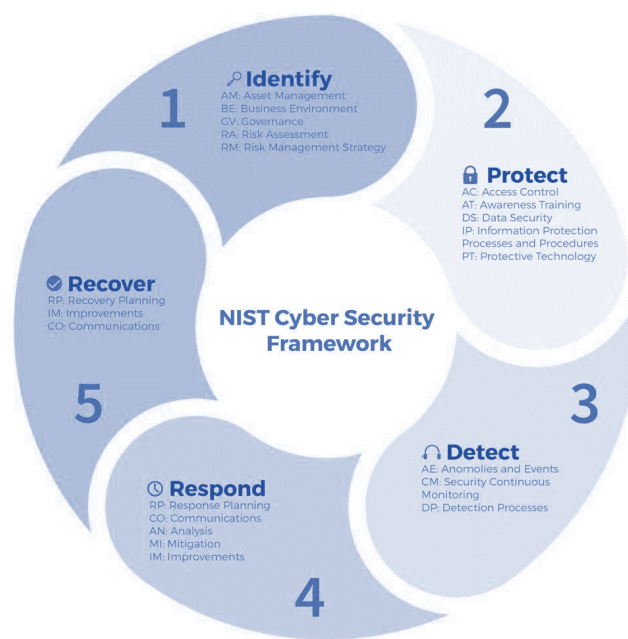 1
Identify
AM: Asset Management
BE: Business Environment
GV: Governance
RA: Risk Assessment
RM: Risk Management Strategy
2
Protect
AC: Access Control
AT: Awareness Training
DS: Data Security
IP: Information Protection
Processes and Procedures
PT: Protective Technology
3
Detect
AE: Anomolies and Events
CM: Security Continuous
Monitoring
DP: Detection Processes
4
Respond
RP: Response Planning
CO: Communications
AN: Analysis
MI: Mitigation
IM: Improvements
5
Recover
RP: Recovery Planning
IM: Improvements
CO: Communications
NIST Cyber Security
Framework